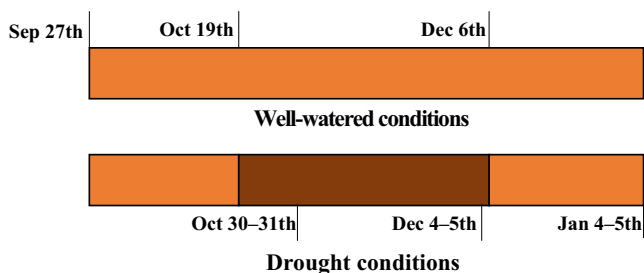 Sep 27th Oct 19th Dec 6th
Well-watered conditions
Oct 30–31th Dec 4–5th Jan 4–5th
Drought conditions